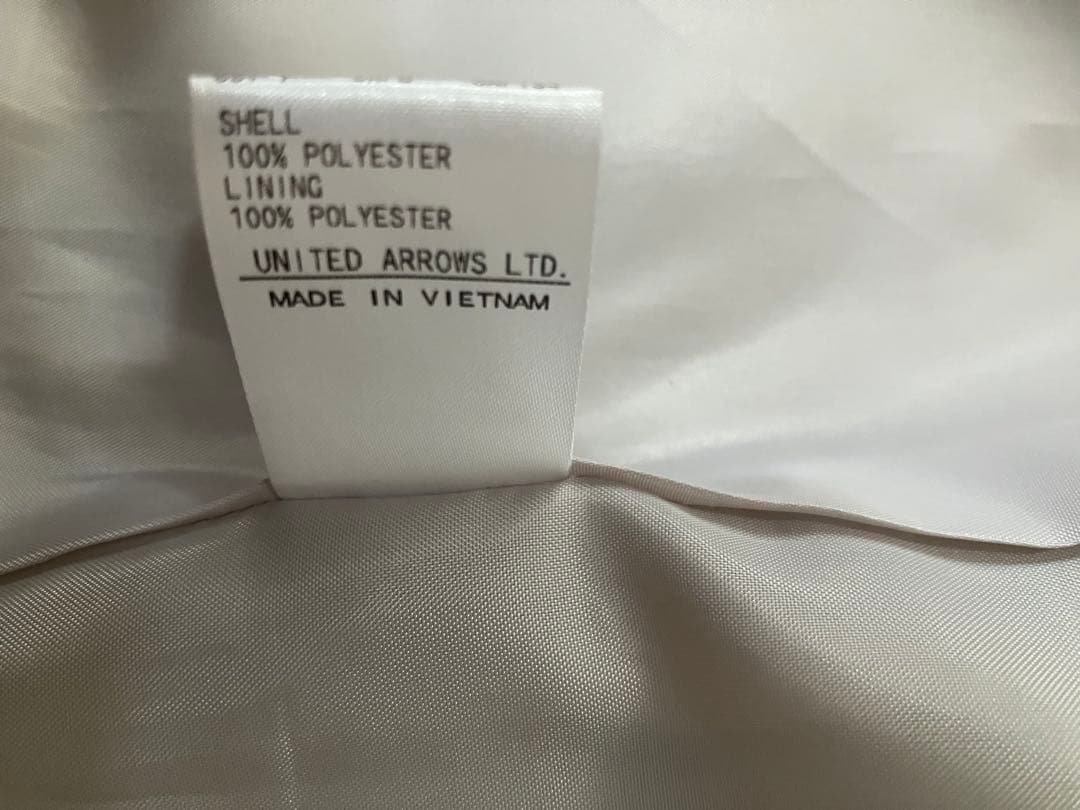 SHELL
100% POLYESTER
LINING
100% POLYESTER
UNITED ARROWS LTD.
MADE IN VIETNAM